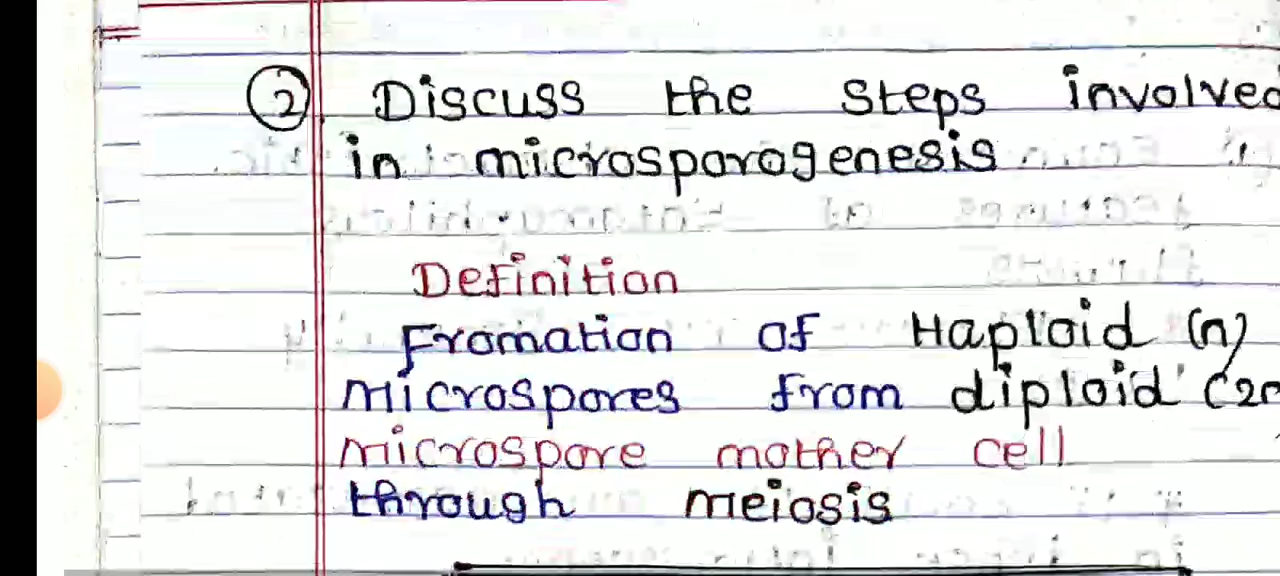 ② Discuss the steps involved
in microsporogenesis
Definition
Fromation of Haploid (n)
microspores from diploid (2n
microspore mother cell
through meiosis